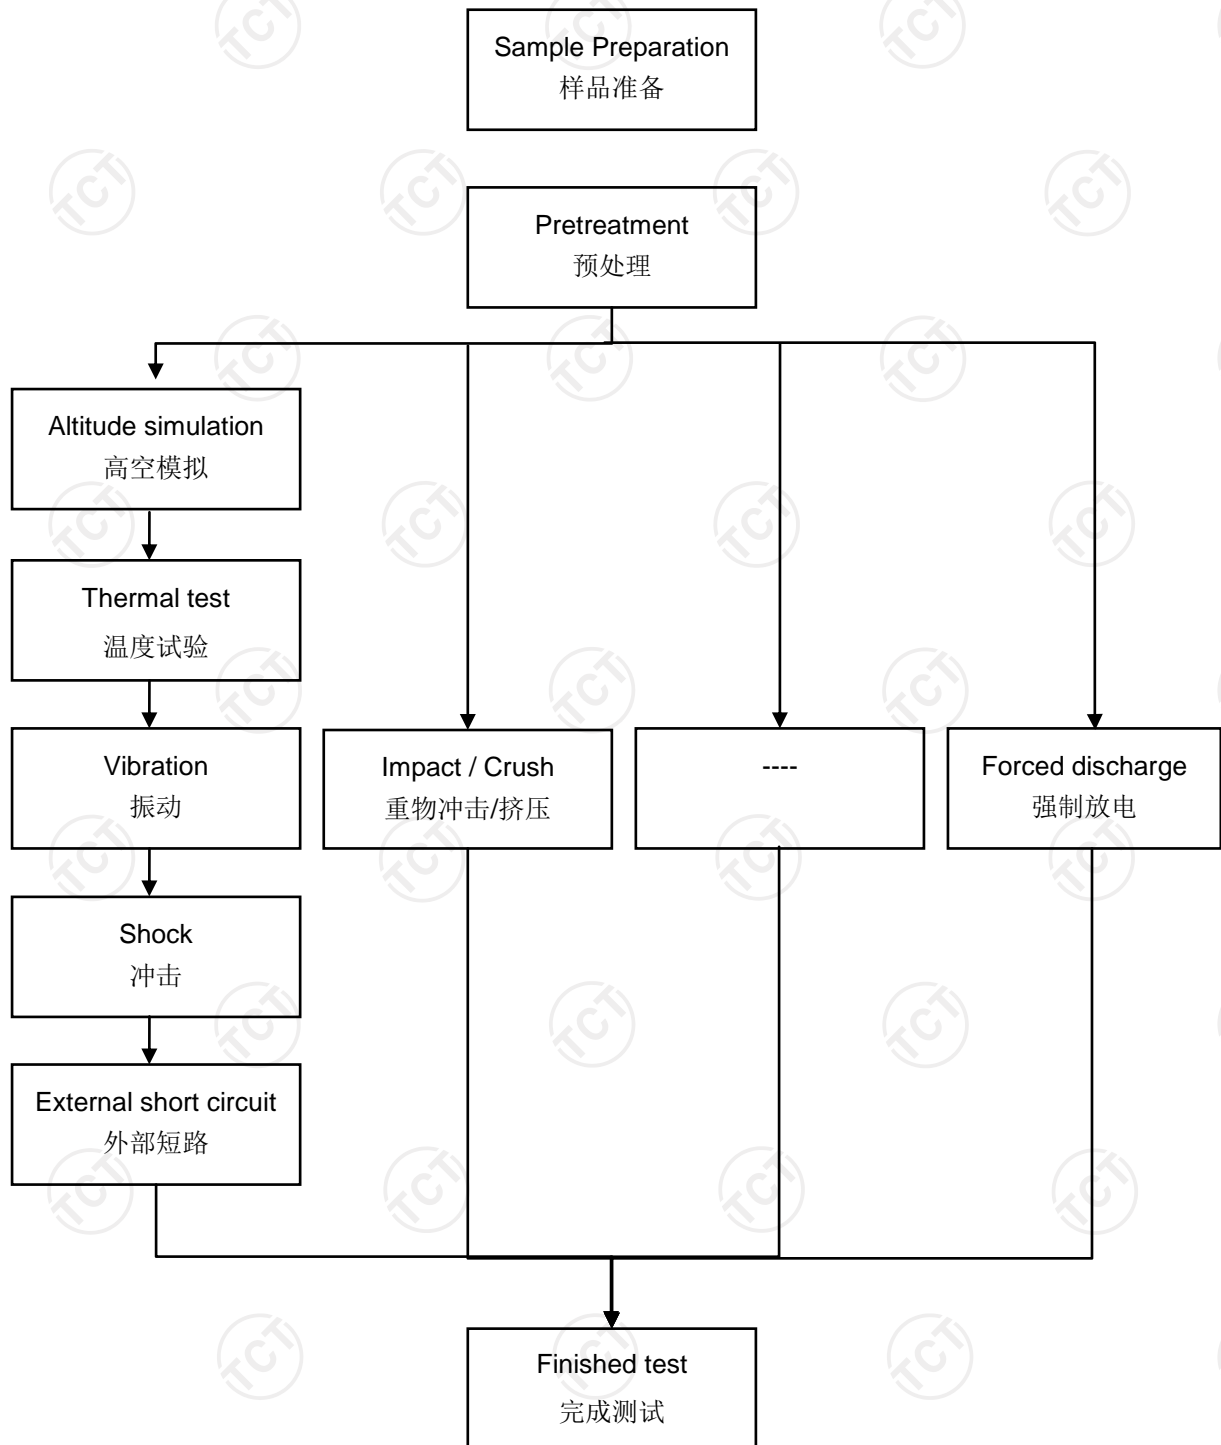 Sample Preparation
样品准备
Pretreatment
预处理
Altitude simulation
高空模拟
Thermal test
温度试验
Vibration
振动
Impact / Crush
重物冲击/挤压
----
Forced discharge
强制放电
Shock
冲击
External short circuit
外部短路
Finished test
完成测试
TCT